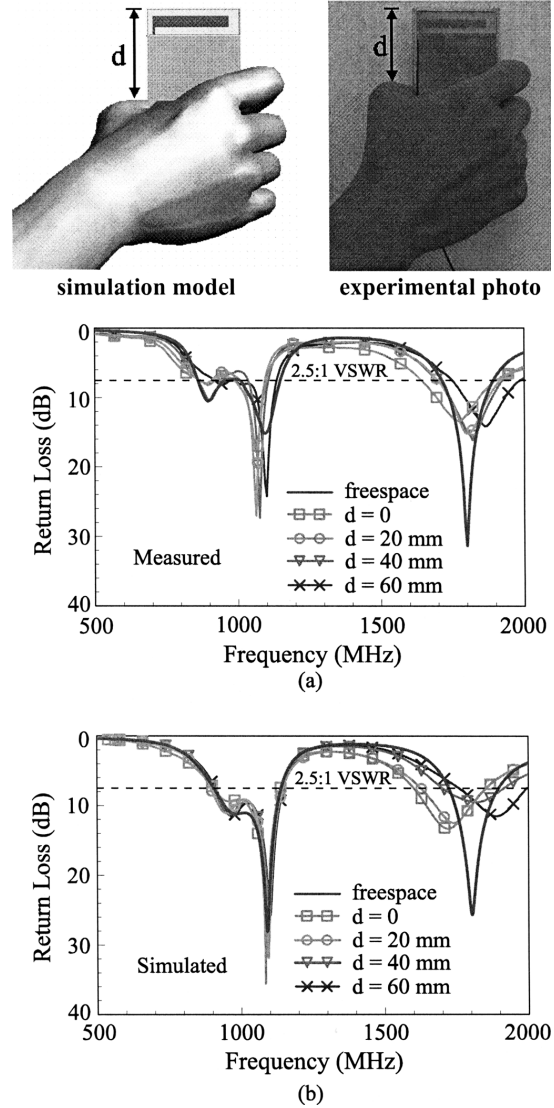 d
d
simulation model
experimental photo
0
10
20
30
40
Return Loss (dB)
2.5:1 VSWR
freespace
d = 0
d = 20 mm
d = 40 mm
d = 60 mm
Measured
500
1000
1500
2000
Frequency (MHz)
(a)
0
10
20
30
40
Return Loss (dB)
2.5:1 VSWR
freespace
d = 0
d = 20 mm
d = 40 mm
d = 60 mm
Simulated
500
1000
1500
2000
Frequency (MHz)
(b)